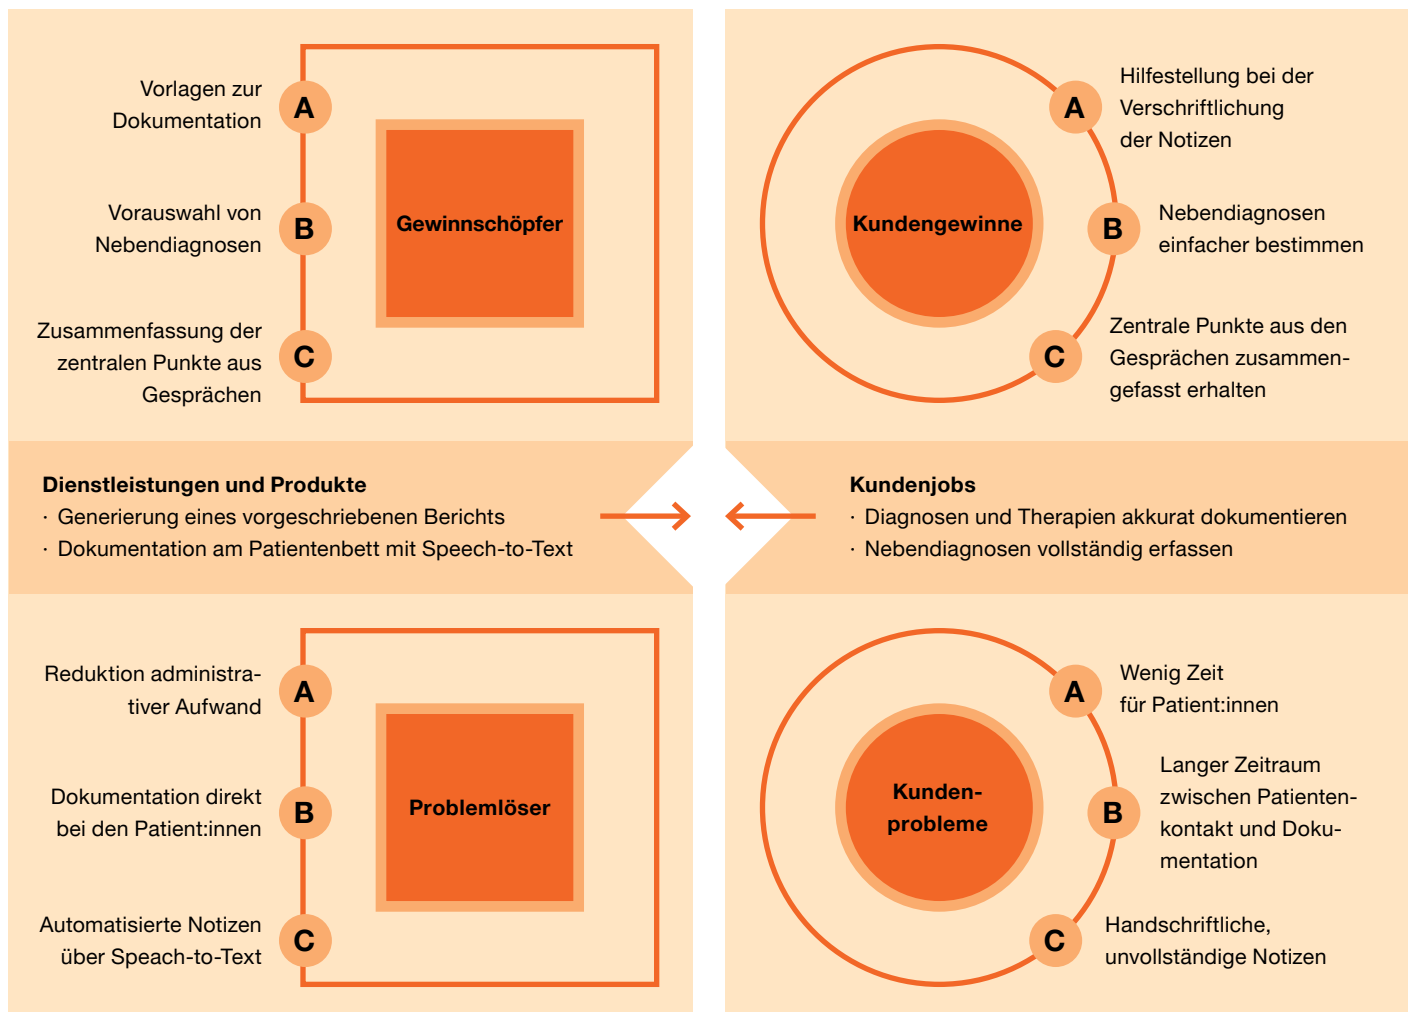 Vorlagen zur
Dokumentation
A
Vorauswahl von
Nebendiagnosen
B
Zusammenfassung der
zentralen Punkte aus
Gesprächen
C
Gewinnschöpfer
Kundengewinne
A
Hilfestellung bei der
Verschriftlichung
der Notizen
B
Nebendiagnosen
einfacher bestimmen
C
Zentrale Punkte aus den
Gesprächen zusammen-
gefasst erhalten
Dienstleistungen und Produkte
· Generierung eines vorgeschriebenen Berichts
· Dokumentation am Patientenbett mit Speech-to-Text
Kundenjobs
· Diagnosen und Therapien akkurat dokumentieren
· Nebendiagnosen vollständig erfassen
Reduktion administra-
tiver Aufwand
A
Dokumentation direkt
bei den Patient:innen
B
Automatisierte Notizen
über Speach-to-Text
C
Problemlöser
Kunden-
probleme
A
Wenig Zeit
für Patient:innen
B
Langer Zeitraum
zwischen Patienten-
kontakt und Doku-
mentation
C
Handschriftliche,
unvollständige Notizen